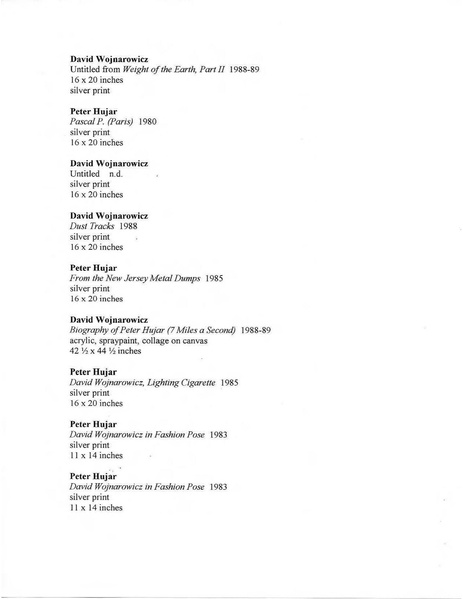 David Wojnarowicz
Untitled from Weight of the Earth, Part II 1988-89
16 x 20 inches
silver print
Peter Hujar
Pascal P. (Paris) 1980
silver print
16 x 20 inches
David Wojnarowicz
Untitled n.d.
silver print
16 x 20 inches
David Wojnarowicz
Dust Tracks 1988
silver print
16 x 20 inches
Peter Hujar
From the New Jersey Metal Dumps 1985
silver print
16 x 20 inches
David Wojnarowicz
Biography of Peter Hujar (7 Miles a Second) 1988-89
acrylic, spraypaint, collage on canvas
42 ½ x 44 ½ inches
Peter Hujar
David Wojnarowicz, Lighting Cigarette 1985
silver print
16 x 20 inches
Peter Hujar
David Wojnarowicz in Fashion Pose 1983
silver print
11 x 14 inches
Peter Hujar
David Wojnarowicz in Fashion Pose 1983
silver print
11 x 14 inches